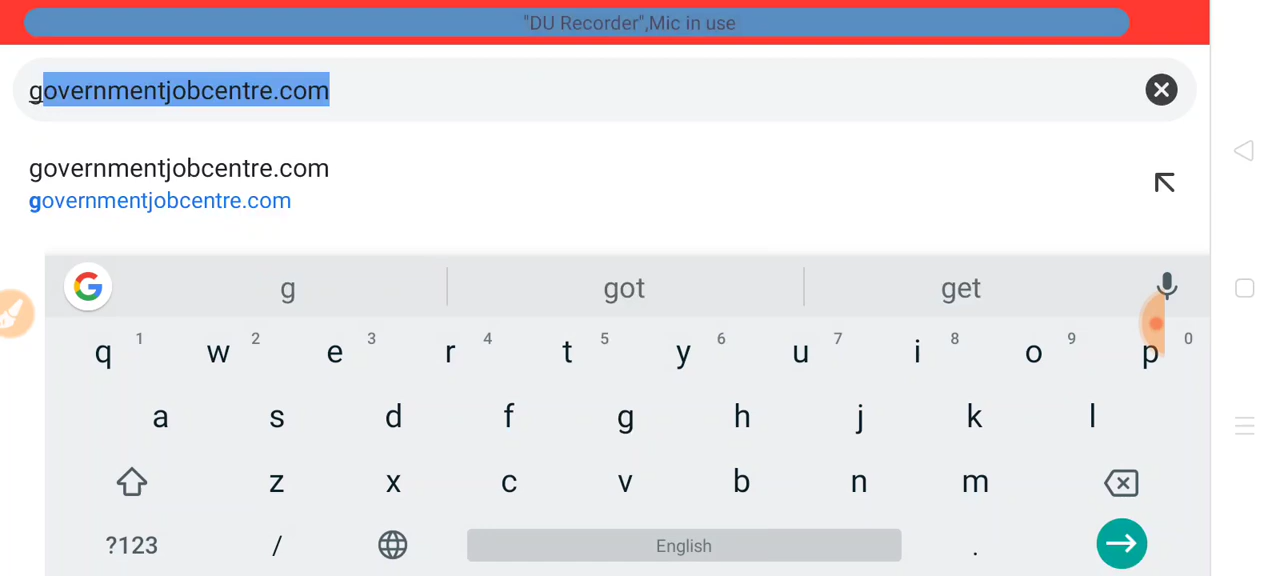 "DU Recorder",Mic in use
governmentjobcentre.com
governmentjobcentre.com
governmentjobcentre.com
g got get
q 1 w 2 e 3 r 4 t 5 y 6 u 7 i 8 o 9 p 0
a s d f g h j k l
z x c v b n m
?123 / English .